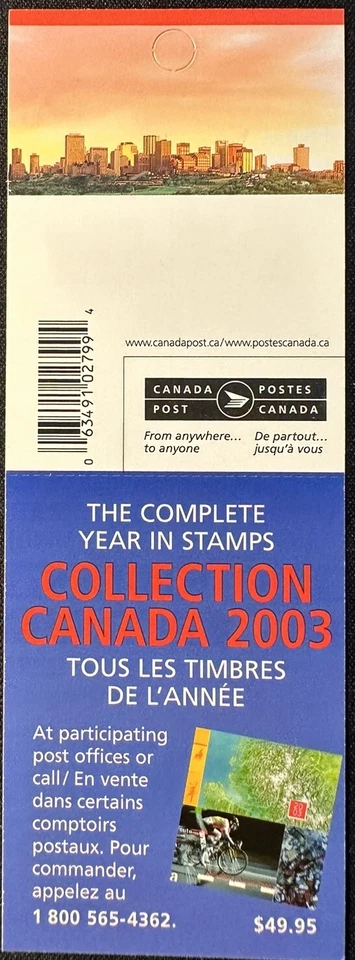 www.canadapost.ca/www.postescanada.ca
0 63491 02799 4
CANADA POSTES
POST CANADA
From anywhere... De partout...
to anyone jusqu'à vous
THE COMPLETE
YEAR IN STAMPS
COLLECTION
CANADA 2003
TOUS LES TIMBRES
DE L'ANNÉE
At participating
post offices or
call/ En vente
dans certains
comptoirs
postaux. Pour
commander,
appelez au
1 800 565-4362.
$49.95